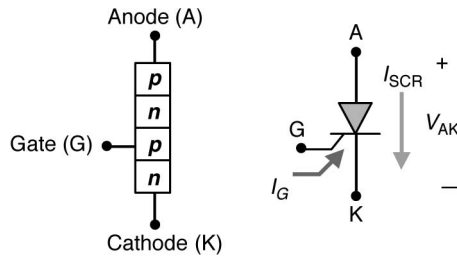 Anode (A)
p
n
p
n
Gate (G)
Cathode (K)
A
I_SCR
+
G
V_AK
I_G
K
—